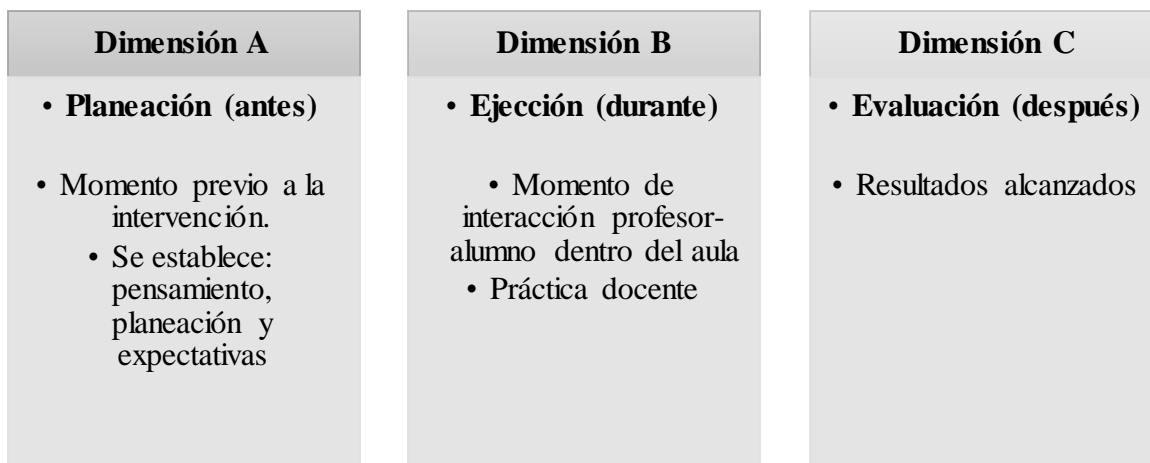 Dimensión A
• Planeación (antes)
• Momento previo a la
intervención.
• Se establece:
pensamiento,
planeación y
expectativas
Dimensión B
• Ejección (durante)
• Momento de
interacción profesor-
alumno dentro del aula
• Práctica docente
Dimensión C
• Evaluación (después)
• Resultados alcanzados